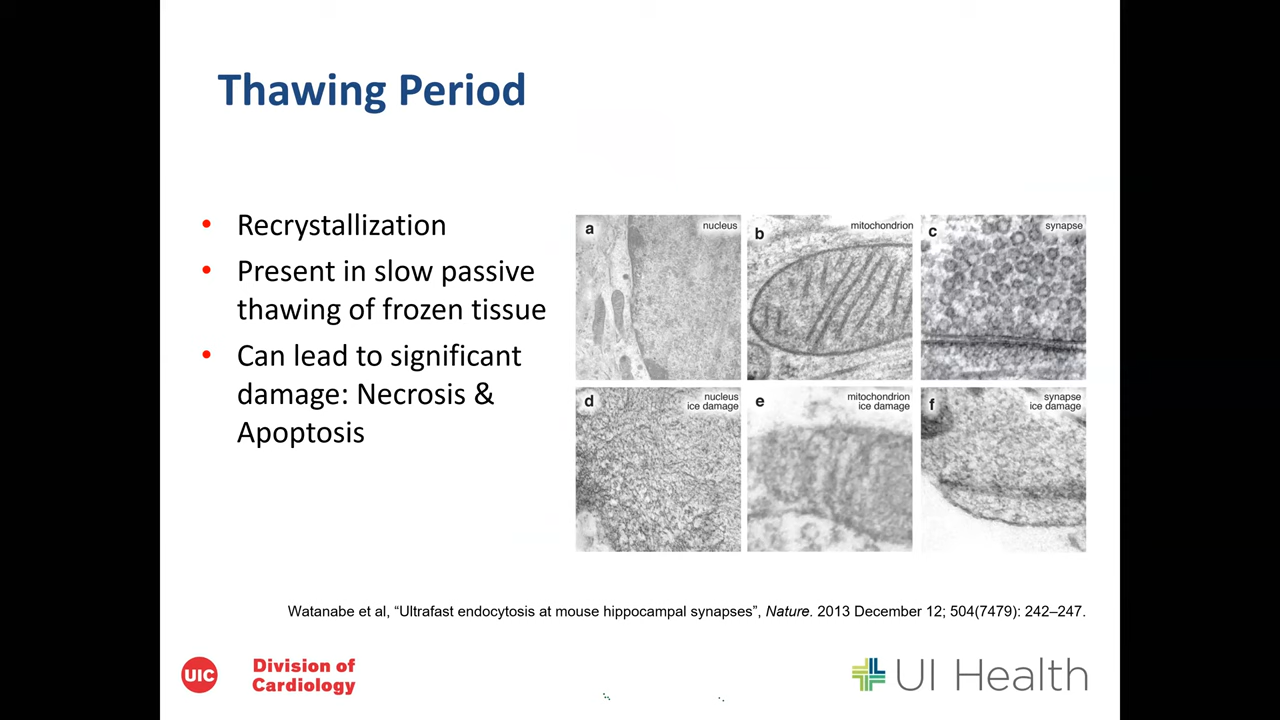 Thawing Period
• Recrystallization
• Present in slow passive
thawing of frozen tissue
• Can lead to significant
damage: Necrosis &
Apoptosis
a
nucleus
b
mitochondrion
c
synapse
d
nucleus
ice damage
e
mitochondrion
ice damage
f
synapse
ice damage
Watanabe et al, “Ultrafast endocytosis at mouse hippocampal synapses”, Nature. 2013 December 12; 504(7479): 242–247.
UIC
Division of
Cardiology
UI Health